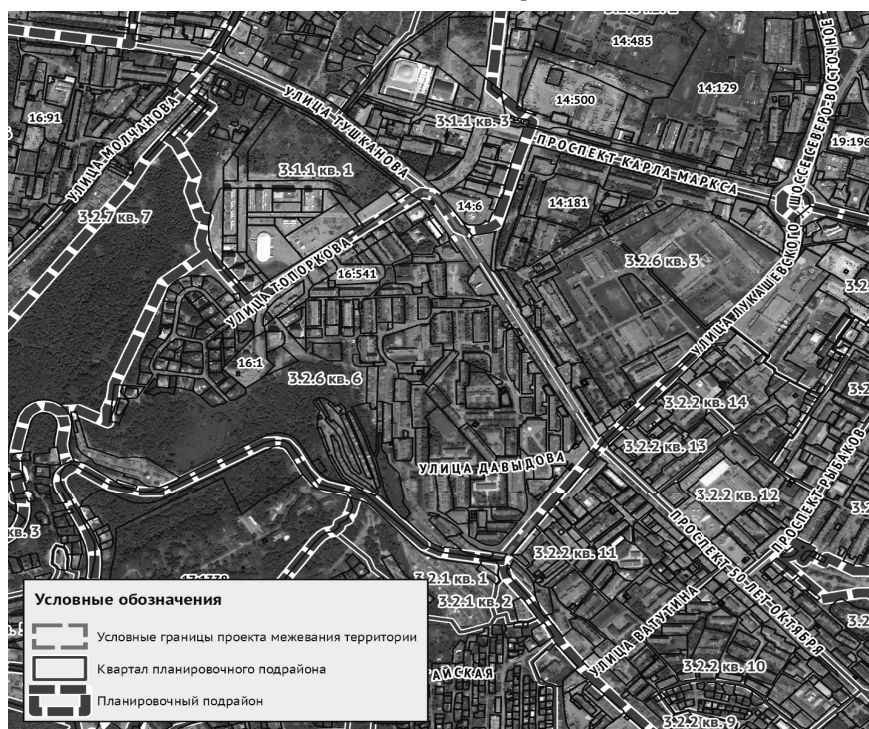 14:485
ШОССЕ СЕВЕРО-ВОСТОЧНОЕ
14:129
16:91
УЛИЦА МОЛЧАНОВА
УЛИЦА ТУШКАНОВА
14:500
3.1.1 кв. 3
ПРОСПЕКТ КАРЛА МАРКСА
19:196
3.1.1 кв. 1
14:6
14:181
3.2.7 кв. 7
УЛИЦА ТОПОРКОВА
16:541
3.2.6 кв. 3
УЛИЦА ЛУКАШЕВСКОГО
16:1
3.2.6 кв. 6
3.2.2 кв. 14
3.2.2 кв. 13
УЛИЦА ДАВЫДОВА
3.2.2 кв. 12
ПРОСПЕКТ РЫБАКОВ
кв. 3
3.2.2 кв. 11
ПРОСПЕКТ 50 ЛЕТ ОКТЯБРЯ
3.2.1 кв. 1
3.2.1 кв. 2
УЛИЦА ВАТУТИНА
АЙСКАЯ
3.2.2 кв. 10
3.2.2 кв. 9
Условные обозначения
Условные границы проекта межевания территории
Квартал планировочного подрайона
Планировочный подрайон